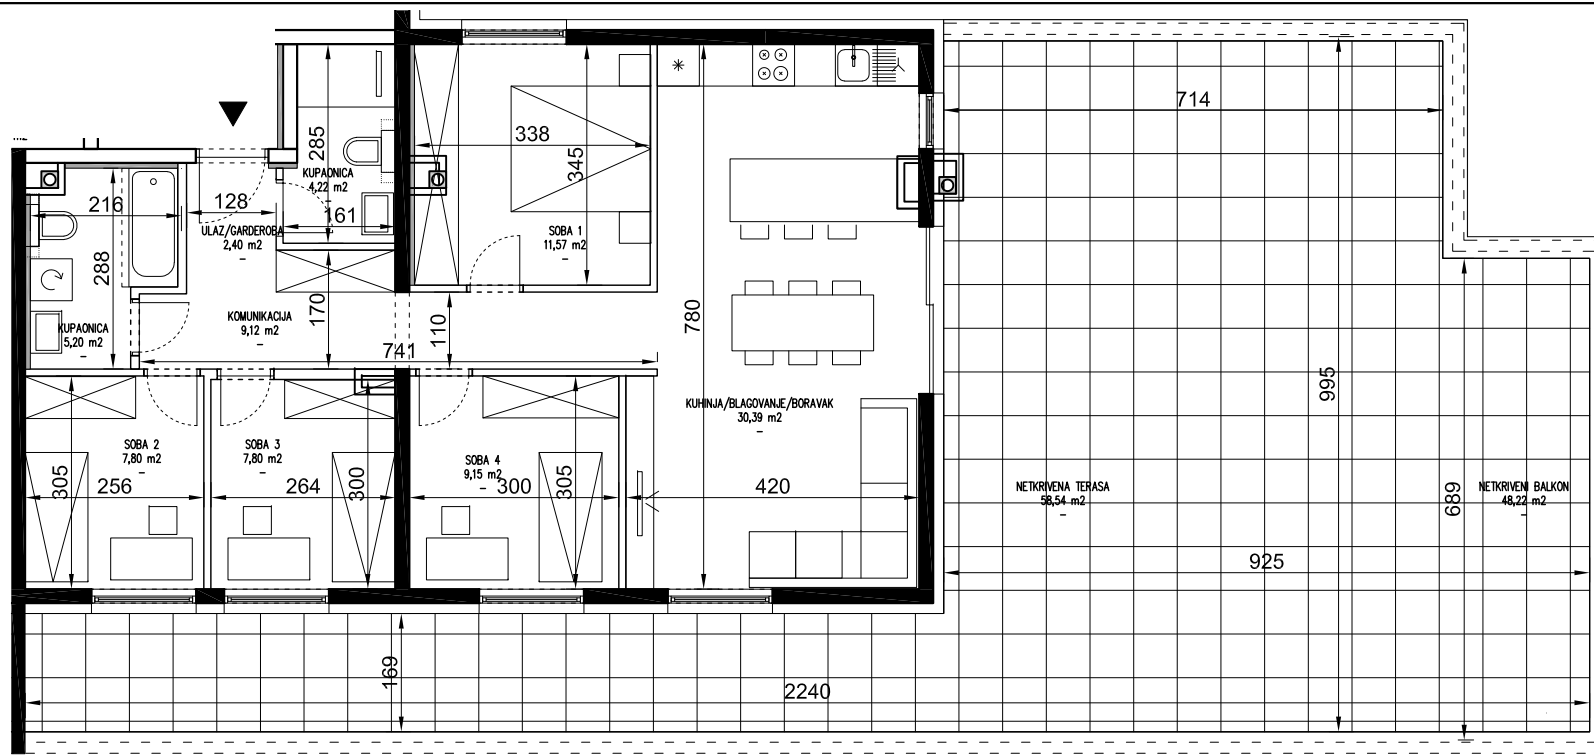 714
338
345
285
KUPAONICA
4,22 m2
216
128
161
ULAZ/GARDEROBA
2,40 m2
SOBA 1
11,57 m2
288
170
110
780
KOMUNIKACIJA
9,12 m2
KUPAONICA
5,20 m2
741
995
KUHINJA/BLAGOVANJE/BORAVAK
30,39 m2
SOBA 2
7,80 m2
SOBA 3
7,80 m2
SOBA 4
9,15 m2
305
256
264
300
300
305
420
NETKRIVENA TERASA
58,54 m2
689
NETKRIVENI BALKON
48,22 m2
925
169
2240